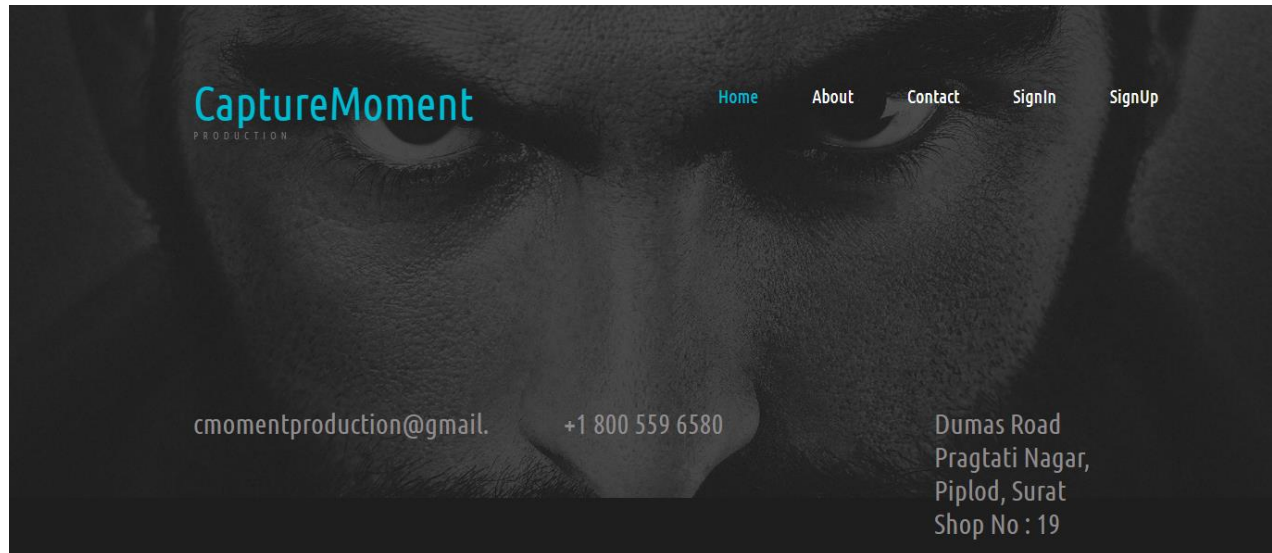 CaptureMoment
PRODUCTION
Home About Contact SignIn SignUp
cmomentproduction@gmail.
+1 800 559 6580
Dumas Road
Pragtati Nagar,
Piplod, Surat
Shop No : 19